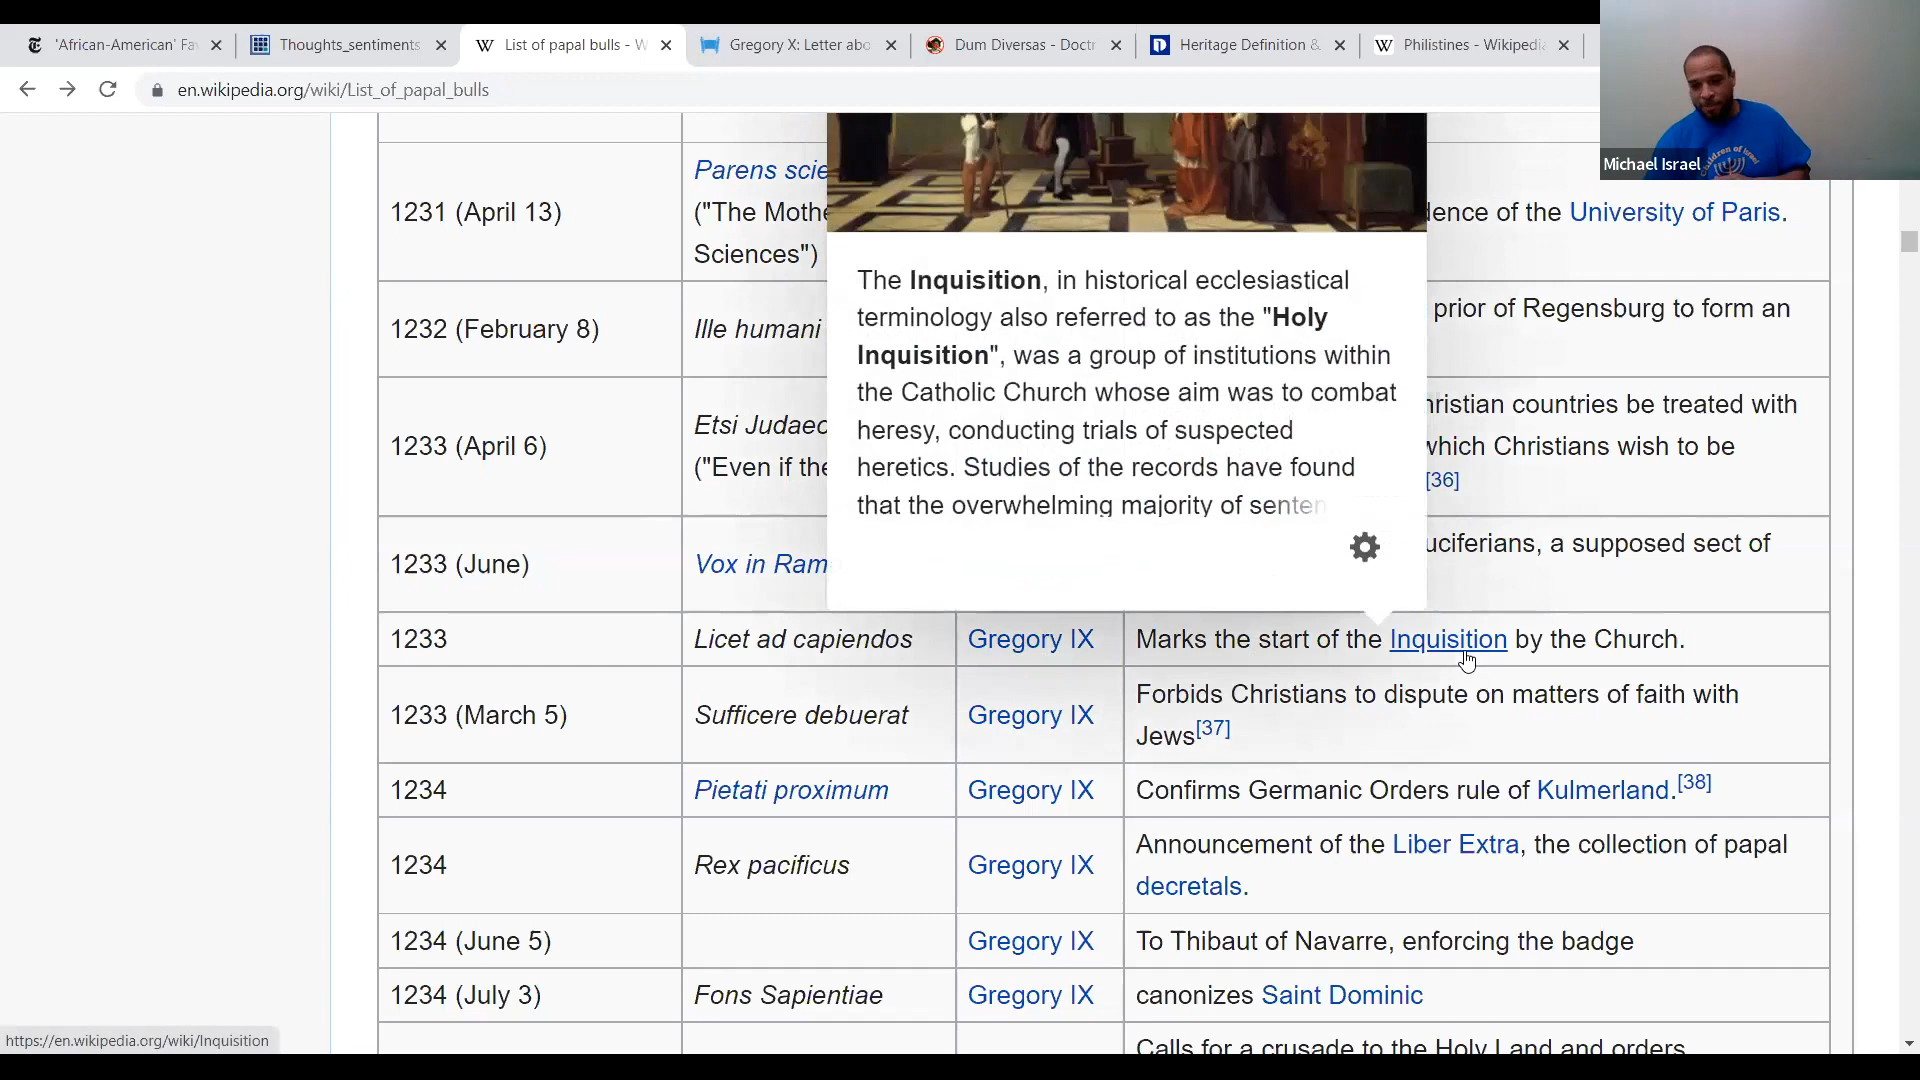 'African-American' Fa
Thoughts_sentiments
List of papal bulls - W
Gregory X: Letter abo
Dum Diversas - Doctr
Heritage Definition &
Philistines - Wikipedi
en.wikipedia.org/wiki/List_of_papal_bulls
Michael Israel
Children of Israel
1231 (April 13)
Parens scie
("The Mothe
Sciences")
dence of the University of Paris.
The Inquisition, in historical ecclesiastical
terminology also referred to as the "Holy
Inquisition", was a group of institutions within
the Catholic Church whose aim was to combat
heresy, conducting trials of suspected
heretics. Studies of the records have found
that the overwhelming majority of senten
1232 (February 8)
Ille humani
prior of Regensburg to form an
1233 (April 6)
Etsi Judaeo
("Even if the
hristian countries be treated with
which Christians wish to be
[36]
1233 (June)
Vox in Rama
uciferians, a supposed sect of
1233
Licet ad capiendos
Gregory IX
Marks the start of the Inquisition by the Church.
1233 (March 5)
Sufficere debuerat
Gregory IX
Forbids Christians to dispute on matters of faith with
Jews[37]
1234
Pietati proximum
Gregory IX
Confirms Germanic Orders rule of Kulmerland.[38]
1234
Rex pacificus
Gregory IX
Announcement of the Liber Extra, the collection of papal
decretals.
1234 (June 5)
Gregory IX
To Thibaut of Navarre, enforcing the badge
1234 (July 3)
Fons Sapientiae
Gregory IX
canonizes Saint Dominic
Calls for a crusade to the Holy Land and orders
https://en.wikipedia.org/wiki/Inquisition